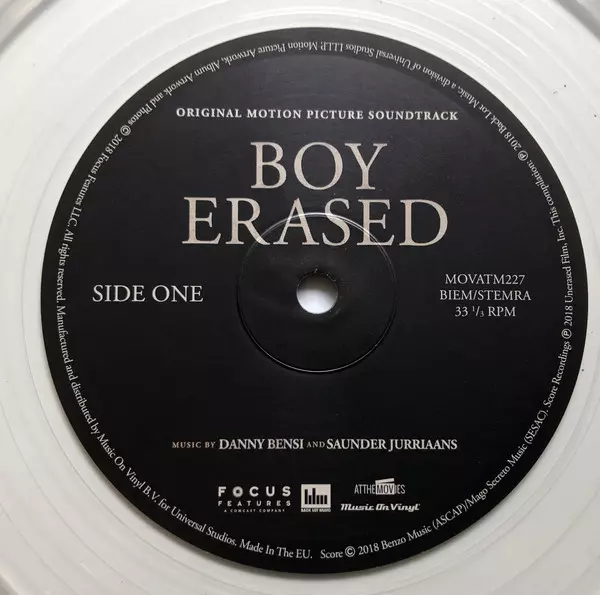 ORIGINAL MOTION PICTURE SOUNDTRACK
BOY
ERASED
SIDE ONE
MOVATM227
BIEM/STEMRA
33 ⅓ RPM
MUSIC BY DANNY BENSI AND SAUNDER JURRIAANS
FOCUS
FEATURES
A COMCAST COMPANY
blm
BACK LOT MUSIC
ATTHEMOVIES
Music On Vinyl
Ⓟ 2018 Unerased Film, Inc. This compilation: Ⓟ 2018 Back Lot Music, a division of Universal Studios LLLP. Motion Picture Artwork, Album Artwork, and Photos © 2018 Focus Features LLC. All rights reserved. Manufactured and distributed by Music On Vinyl B.V. for Universal Studios. Made In The EU. Score © 2018 Benzo Music (ASCAP)/Mago Secreto Music (SESAC). Score Recordings